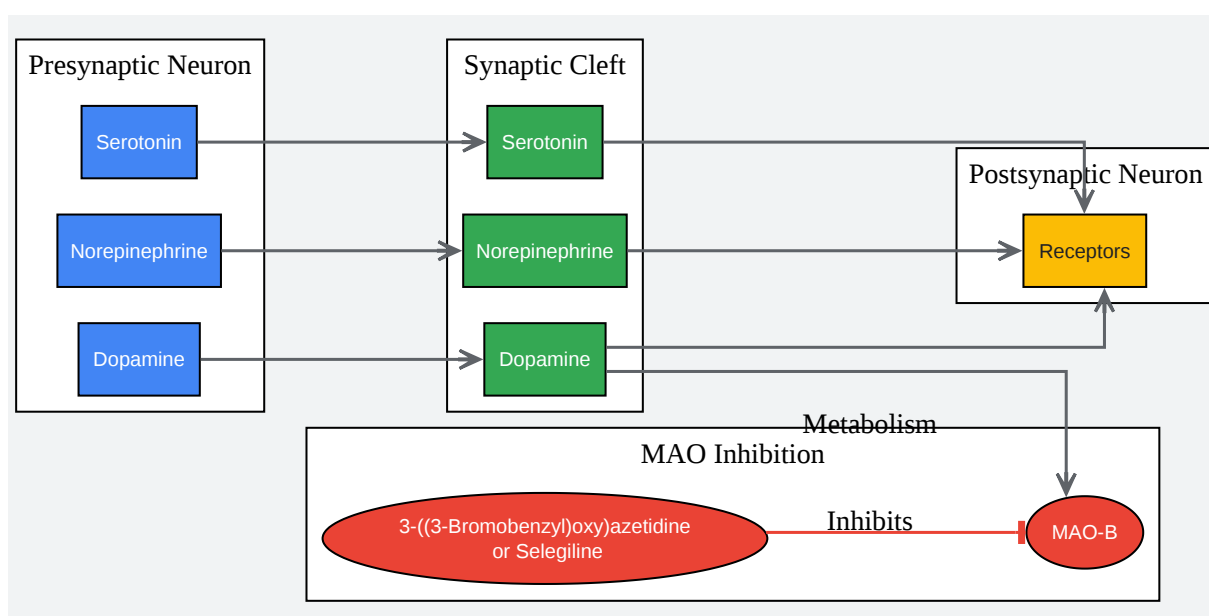 Presynaptic Neuron
Synaptic Cleft
Serotonin
Serotonin
Postsynaptic Neuron
Norepinephrine
Norepinephrine
Receptors
Dopamine
Dopamine
Metabolism
MAO Inhibition
3-((3-Bromobenzyl)oxy)azetidine
or Selegiline
Inhibits
MAO-B